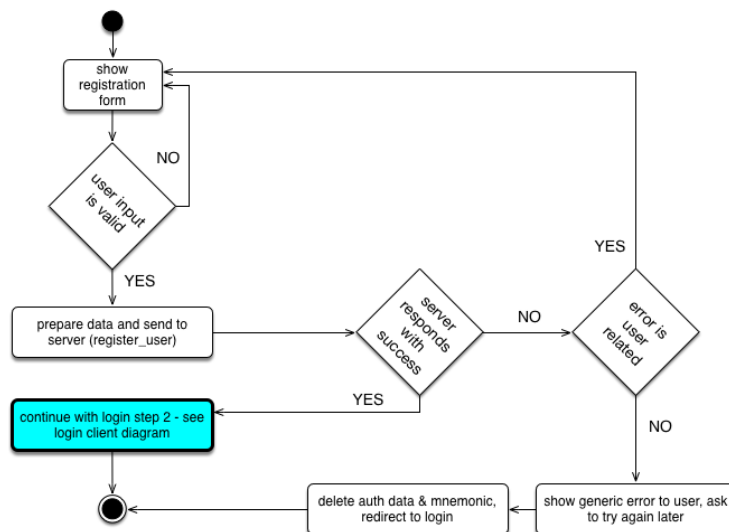 show
registration
form
NO
user input
is valid
YES
YES
prepare data and send to
server (register_user)
server
responds
with
success
NO
error is
user
related
YES
continue with login step 2 - see
login client diagram
NO
delete auth data & mnemonic,
redirect to login
show generic error to user, ask
to try again later